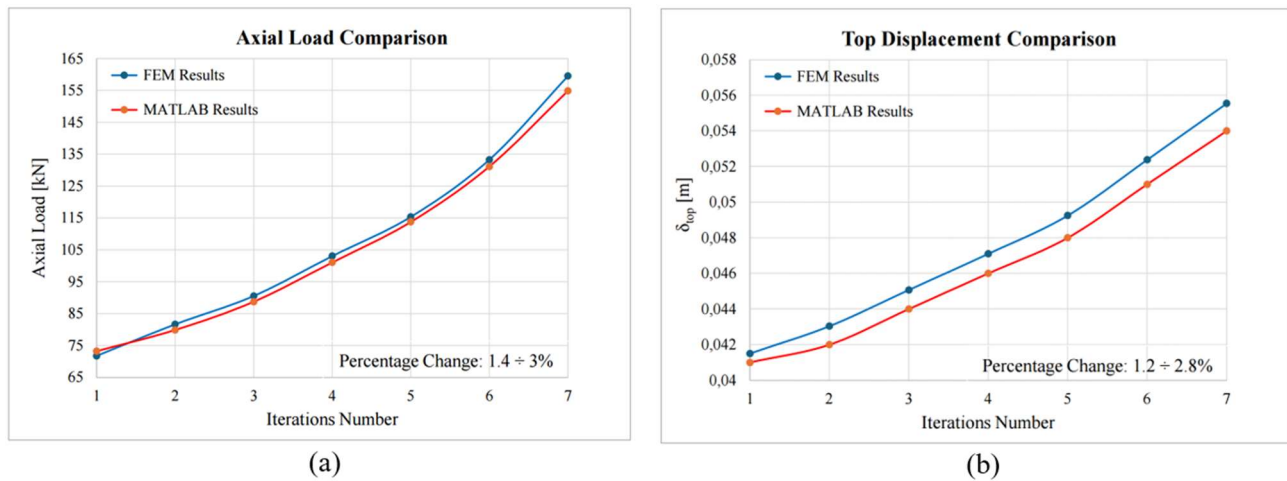 Axial Load Comparison
165
155
145
135
125
115
105
95
85
75
65
Axial Load [kN]
FEM Results
MATLAB Results
Percentage Change: 1.4 ÷ 3%
1 2 3 4 5 6 7
Iterations Number
(a)
Top Displacement Comparison
0,058
0,056
0,054
0,052
0,05
0,048
0,046
0,044
0,042
0,04
δtop [m]
FEM Results
MATLAB Results
Percentage Change: 1.2 ÷ 2.8%
1 2 3 4 5 6 7
Iterations Number
(b)